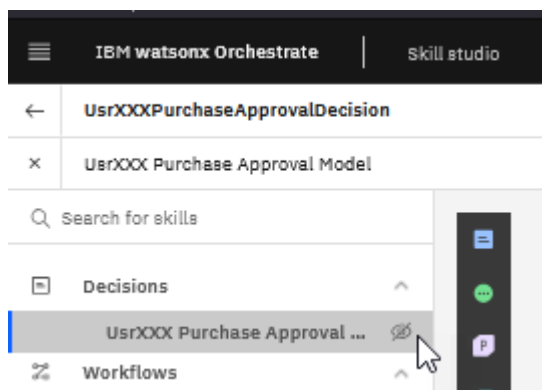 IBM watsonx Orchestrate
Skill studio
UsrXXXPurchaseApprovalDecision
UsrXXX Purchase Approval Model
Search for skills
Decisions
UsrXXX Purchase Approval ...
Workflows
P